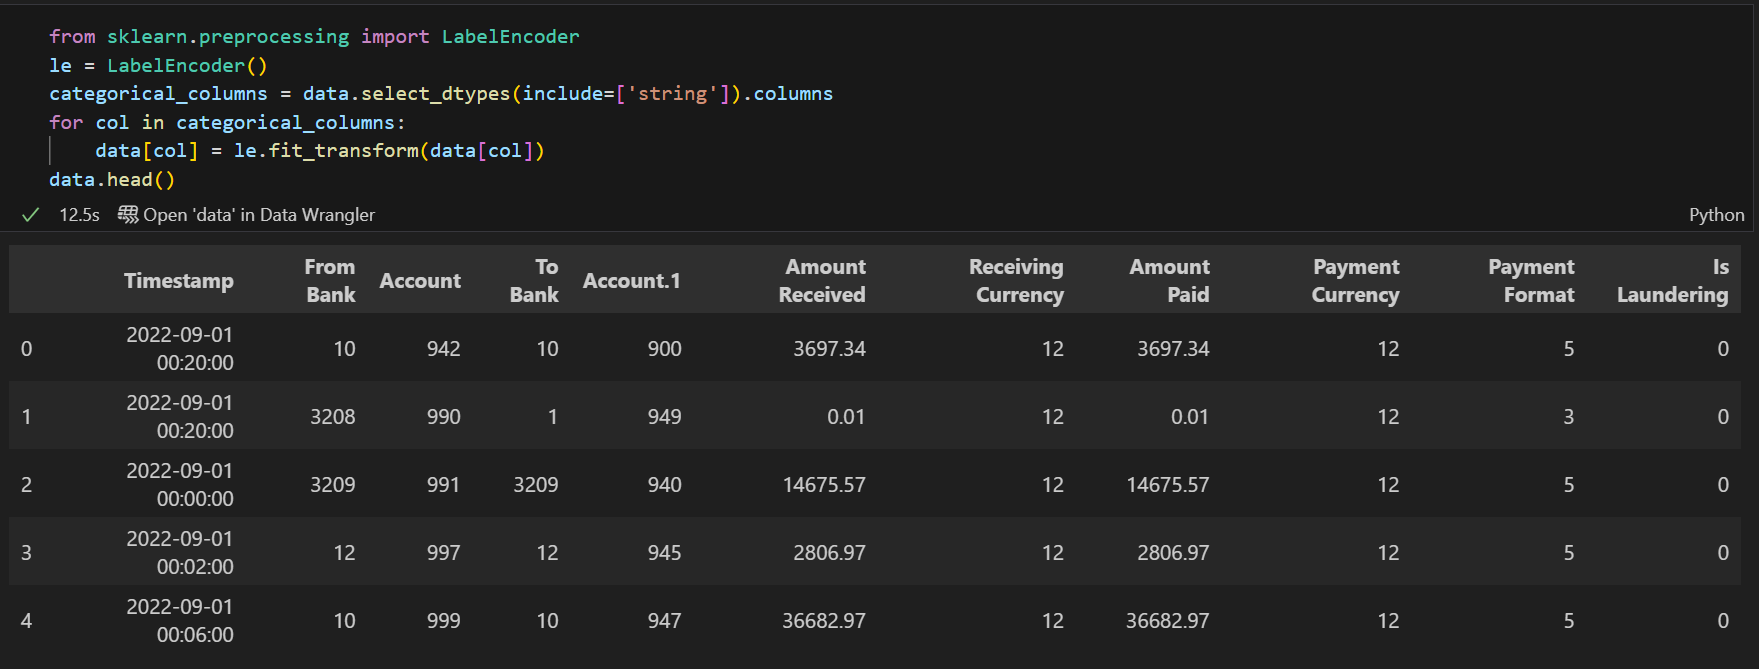 from sklearn.preprocessing import LabelEncoder
le = LabelEncoder()
categorical_columns = data.select_dtypes(include=['string']).columns
for col in categorical_columns:
    data[col] = le.fit_transform(data[col])
data.head()
12.5s Open 'data' in Data Wrangler Python
Timestamp From Bank Account To Bank Account.1 Amount Received Receiving Currency Amount Paid Payment Currency Payment Format Is Laundering
0 2022-09-01 00:20:00 10 942 10 900 3697.34 12 3697.34 12 5 0
1 2022-09-01 00:20:00 3208 990 1 949 0.01 12 0.01 12 3 0
2 2022-09-01 00:00:00 3209 991 3209 940 14675.57 12 14675.57 12 5 0
3 2022-09-01 00:02:00 12 997 12 945 2806.97 12 2806.97 12 5 0
4 2022-09-01 00:06:00 10 999 10 947 36682.97 12 36682.97 12 5 0